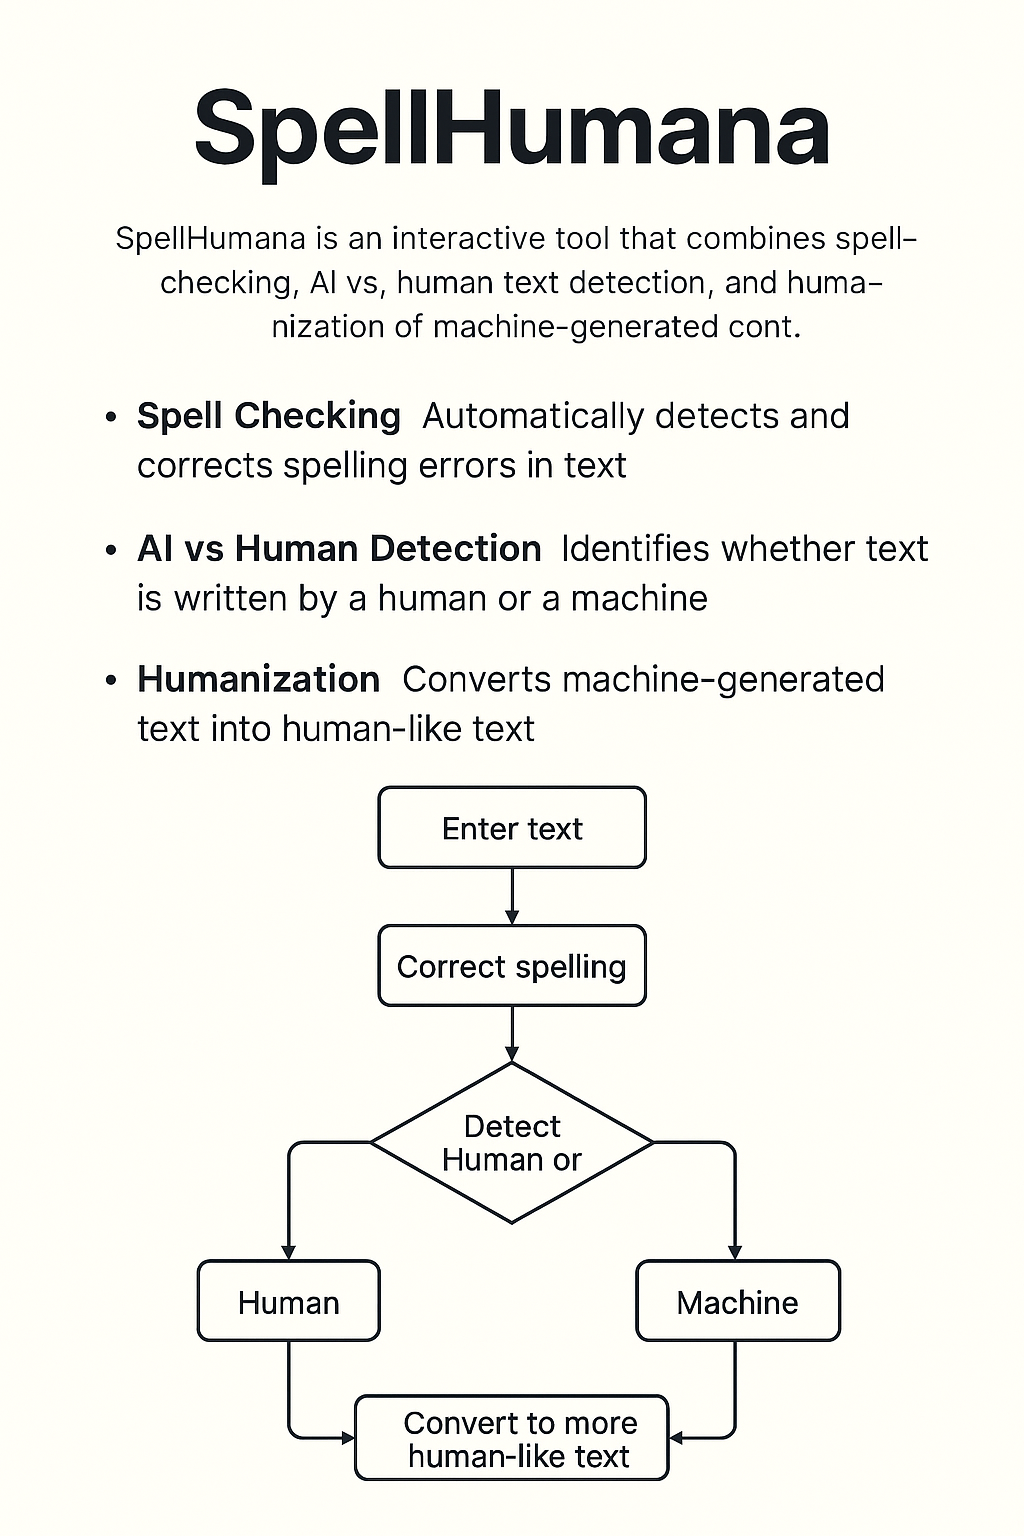 SpellHumana
SpellHumana is an interactive tool that combines spell-
checking, AI vs, human text detection, and huma-
nization of machine-generated cont.
• Spell Checking Automatically detects and
corrects spelling errors in text
• AI vs Human Detection Identifies whether text
is written by a human or a machine
• Humanization Converts machine-generated
text into human-like text
Enter text
Correct spelling
Detect
Human or
Human
Machine
Convert to more
human-like text